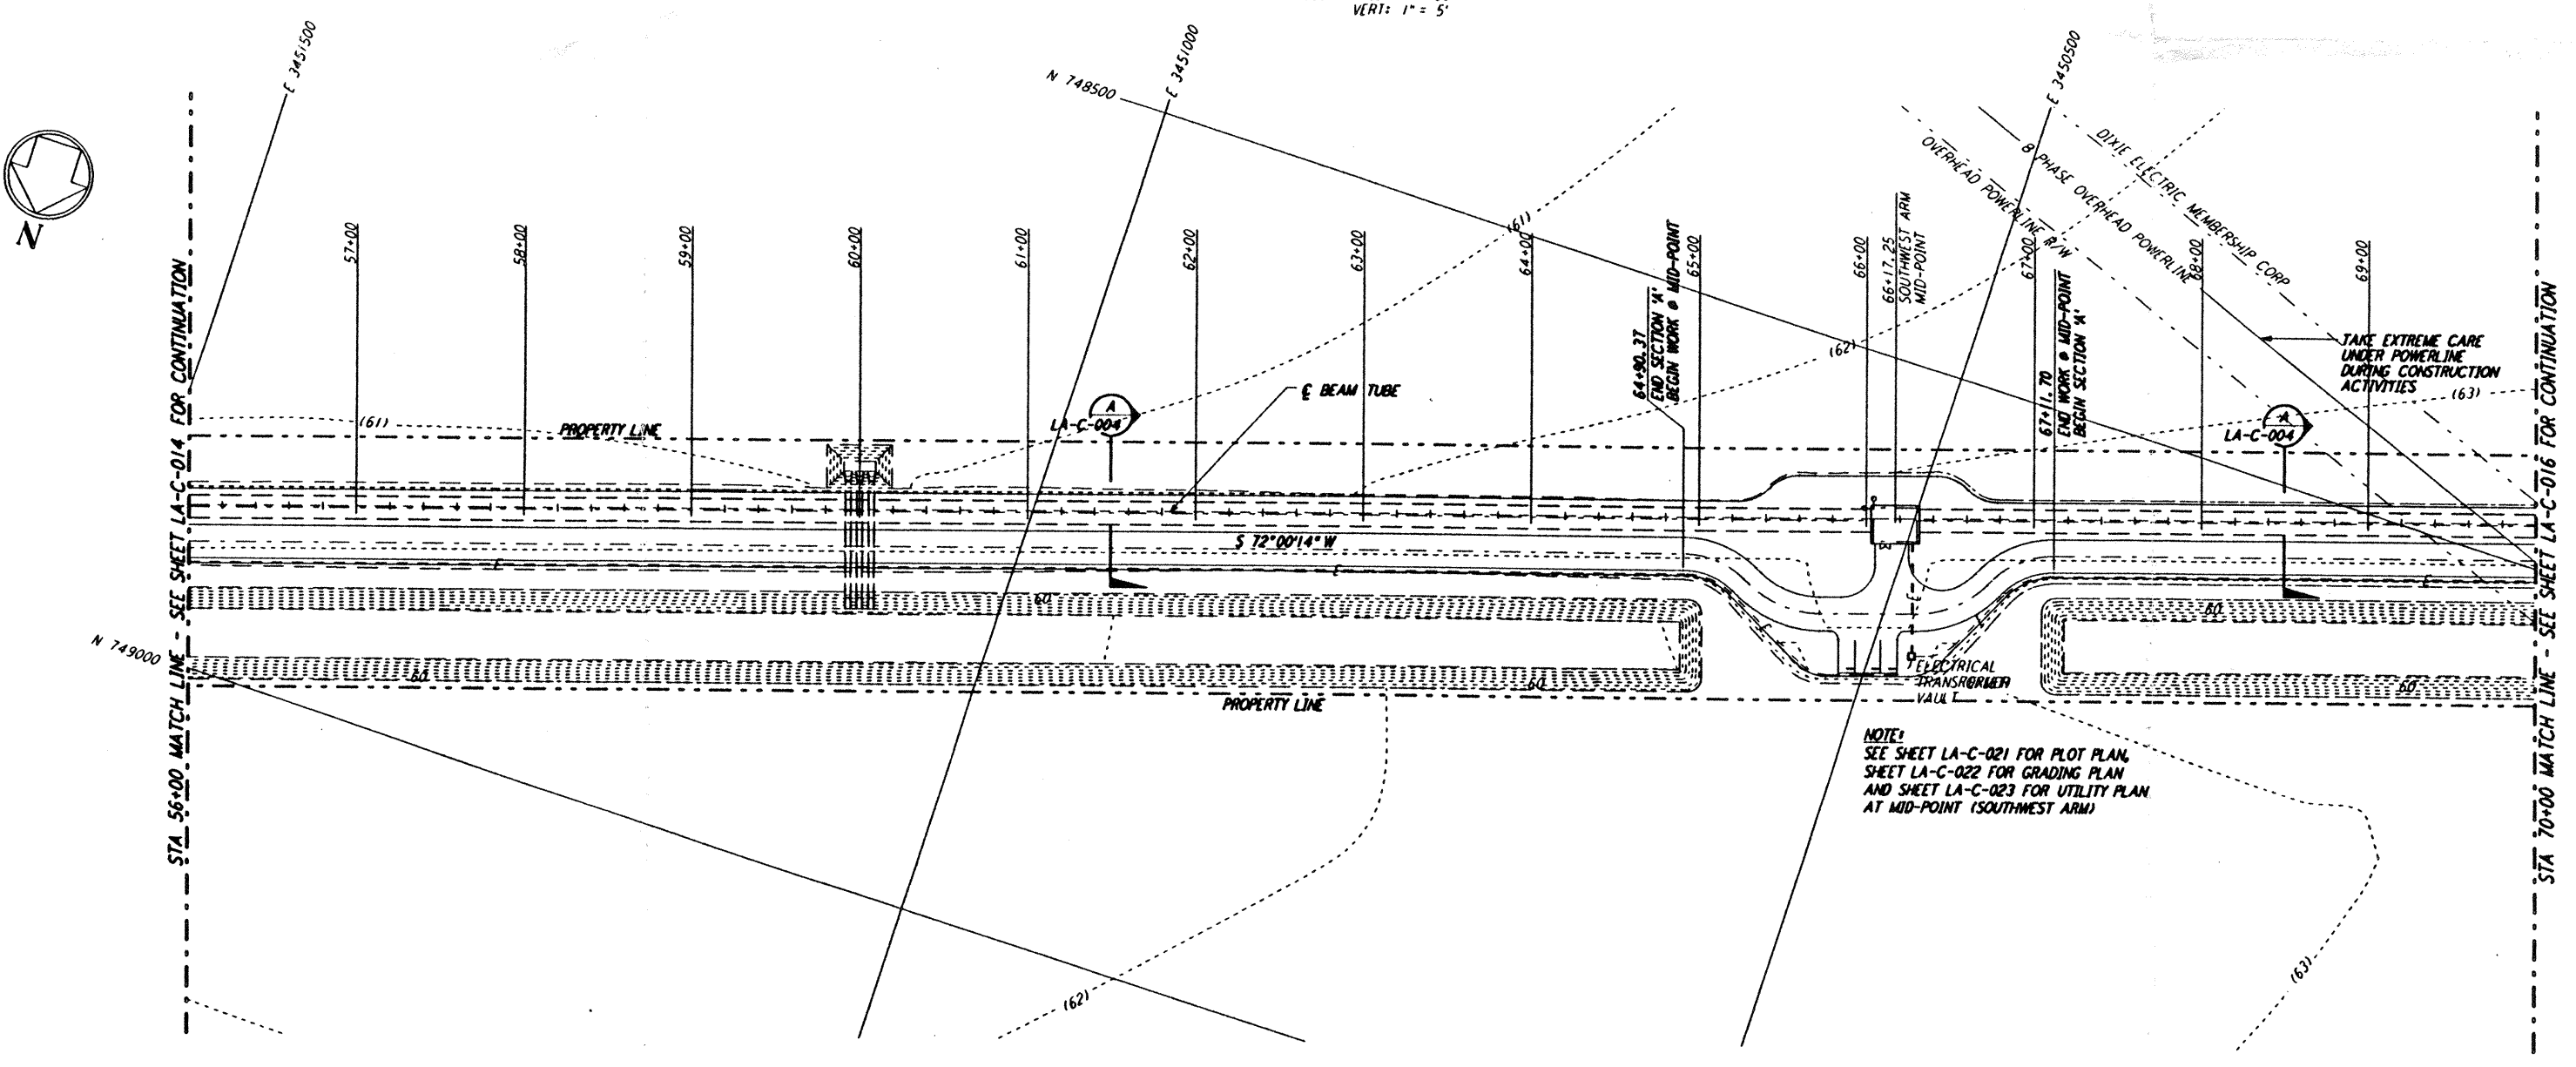 VERT: 1" = 5'
E 3451500
E 3451000
E 3450500
N 748500
N
57+00
58+00
59+00
60+00
61+00
62+00
63+00
64+00
65+00
66+00
67+00
68+00
69+00
66+17.25
SOUTHWEST ARM
MID-POINT
64+90.37
END SECTION 'A'
BEGIN WORK @ MID-POINT
67+11.70
END WORK @ MID-POINT
BEGIN SECTION 'A'
OVERHEAD POWERLINE R/W
8 PHASE OVERHEAD POWERLINE
DIXIE ELECTRIC MEMBERSHIP CORP
TAKE EXTREME CARE
UNDER POWERLINE
DURING CONSTRUCTION
ACTIVITIES
(61)
(61)
(62)
(63)
PROPERTY LINE
A
LA-C-004
℄ BEAM TUBE
A
LA-C-004
S 72°00'14" W
E
E
E
E
E
60
60
60
60
60
N 749000
PROPERTY LINE
ELECTRICAL
TRANSFORMER
VAULT
NOTE:
SEE SHEET LA-C-021 FOR PLOT PLAN,
SHEET LA-C-022 FOR GRADING PLAN
AND SHEET LA-C-023 FOR UTILITY PLAN
AT MID-POINT (SOUTHWEST ARM)
(62)
(63)
STA 56+00 MATCH LINE - SEE SHEET LA-C-014 FOR CONTINUATION
STA 70+00 MATCH LINE - SEE SHEET LA-C-016 FOR CONTINUATION